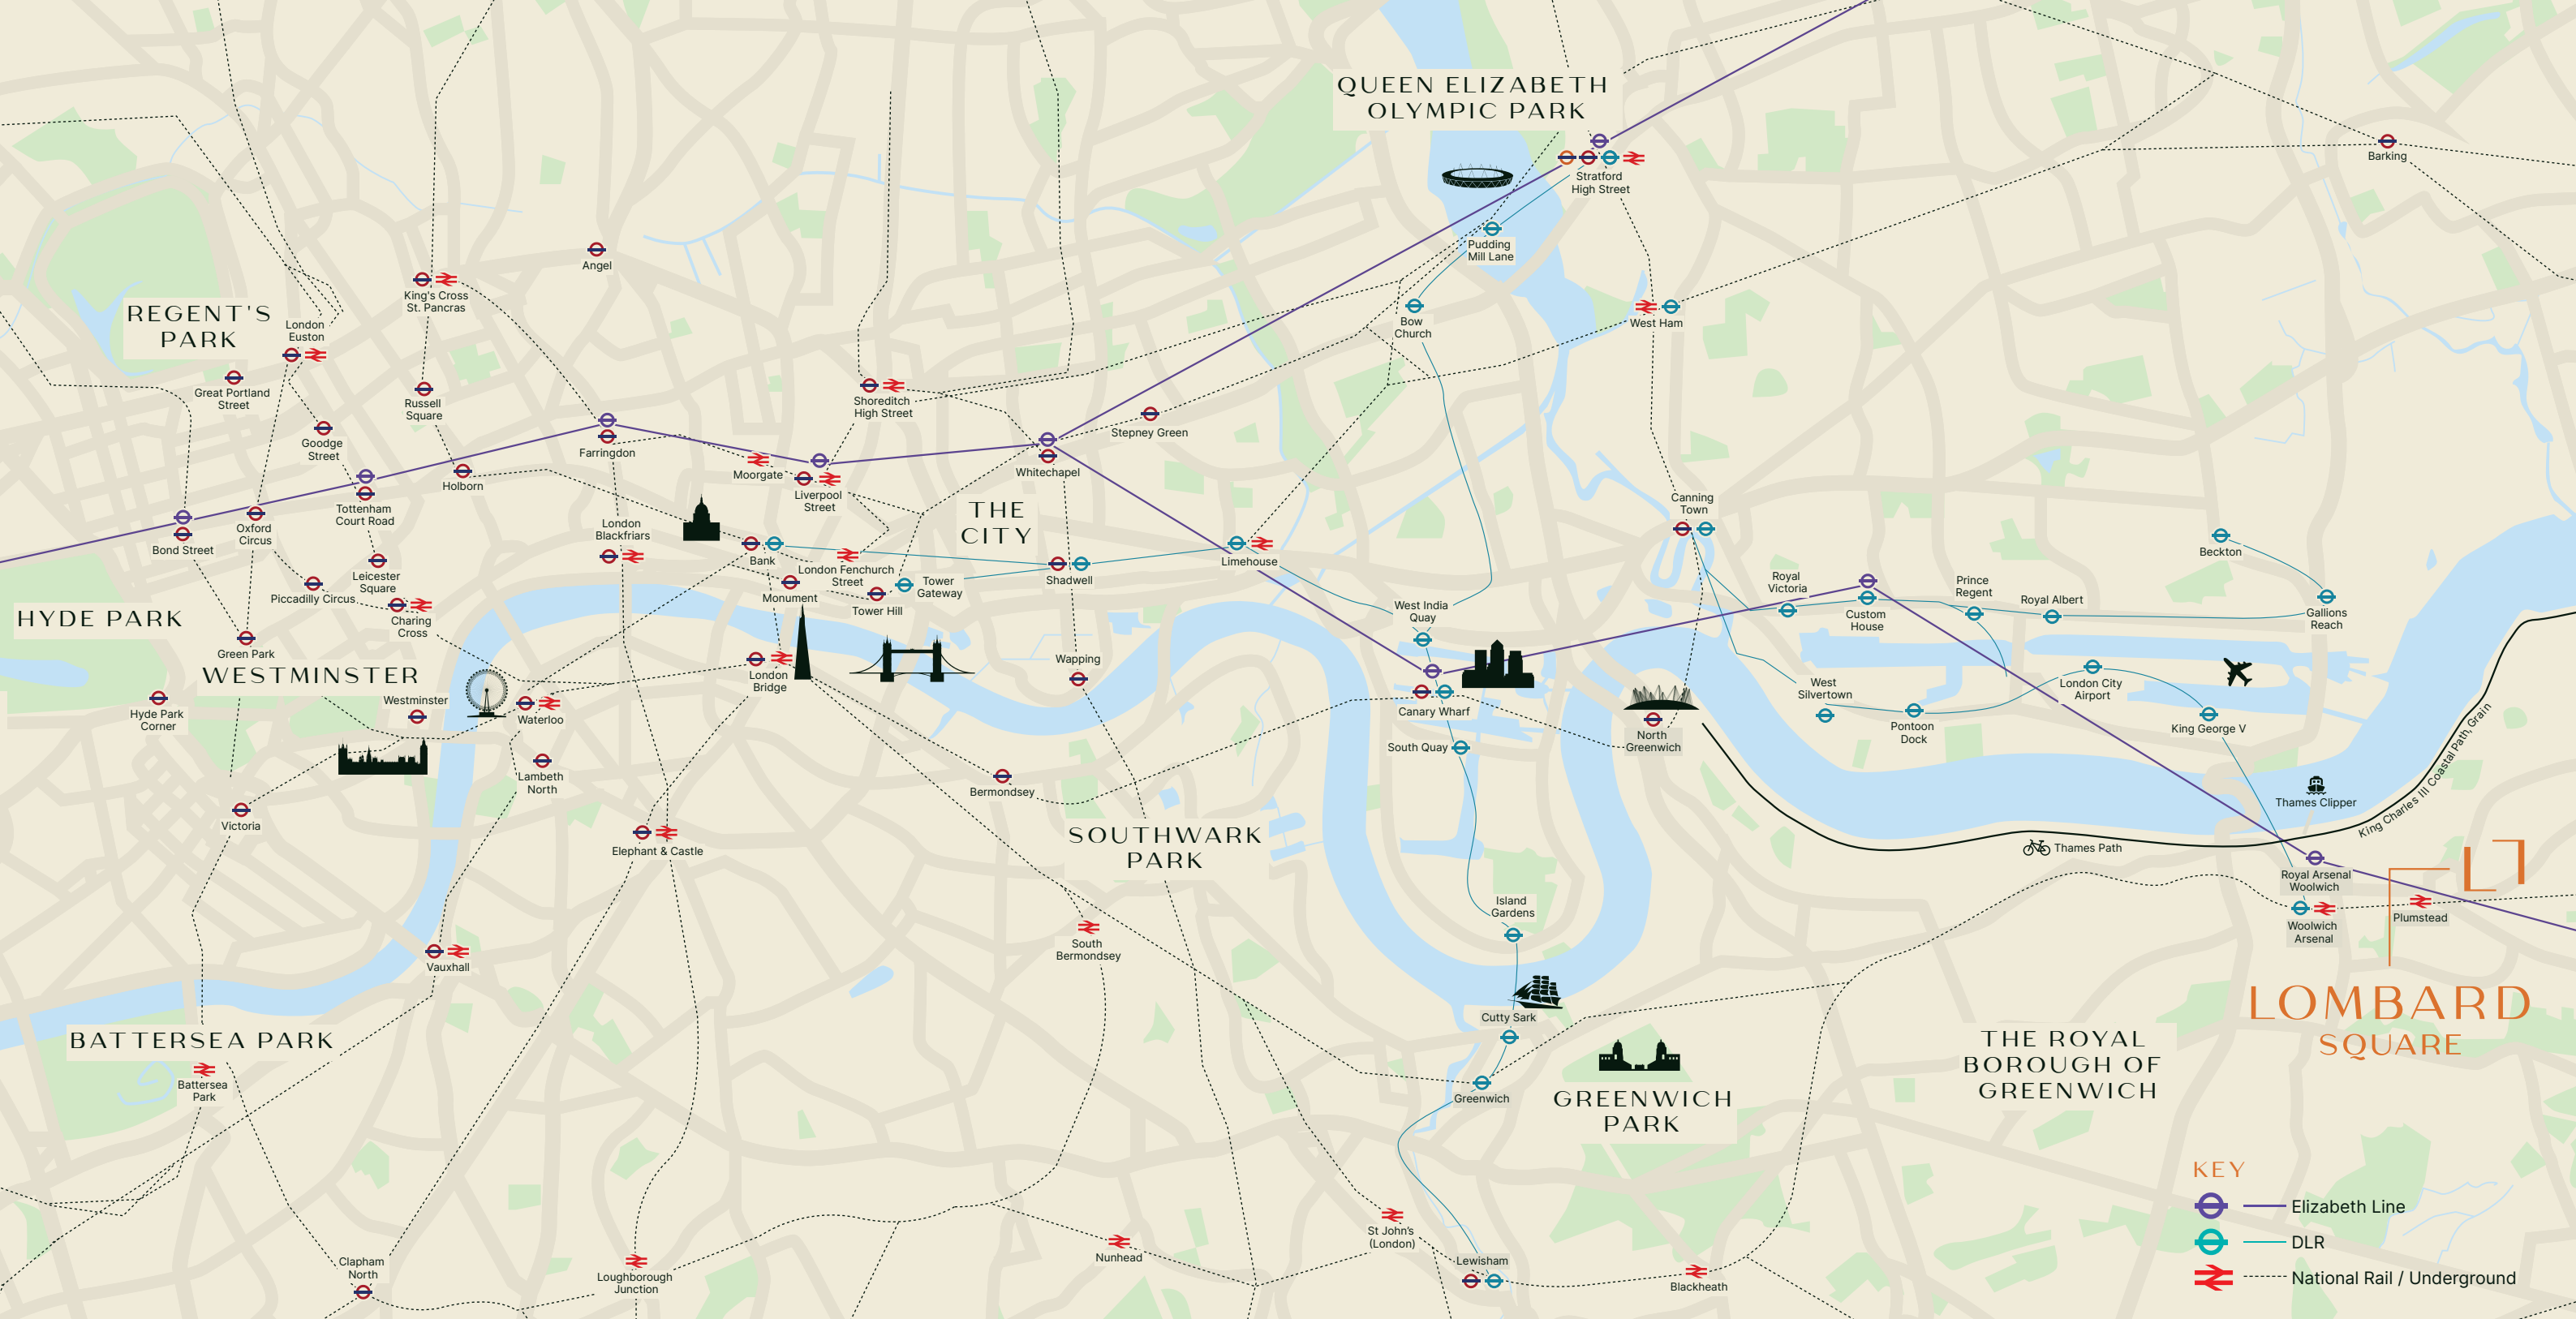 QUEEN ELIZABETH
OLYMPIC PARK
Stratford
High Street
Barking
Pudding
Mill Lane
Angel
King's Cross
St. Pancras
REGENT'S
PARK
London
Euston
Bow
Church
West Ham
Great Portland
Street
Russell
Square
Shoreditch
High Street
Goodge
Street
Farringdon
Stepney Green
Moorgate
Whitechapel
Holborn
Liverpool
Street
Tottenham
Court Road
THE
CITY
Canning
Town
Oxford
Circus
Bond Street
London
Blackfriars
Beckton
Bank
London Fenchurch
Street
Limehouse
Leicester
Square
Shadwell
Tower
Gateway
Royal
Victoria
Prince
Regent
Piccadilly Circus
Monument
Tower Hill
Royal Albert
West India
Quay
Custom
House
Gallions
Reach
HYDE PARK
Charing
Cross
Green Park
WESTMINSTER
Wapping
London
Bridge
West
Silvertown
London City
Airport
Westminster
Hyde Park
Corner
Waterloo
Canary Wharf
Pontoon
Dock
King George V
North
Greenwich
South Quay
King Charles III Coastal Path, Grain
Lambeth
North
Bermondsey
Thames Clipper
Victoria
SOUTHWARK
PARK
Elephant & Castle
Thames Path
Royal Arsenal
Woolwich
Island
Gardens
Plumstead
Woolwich
Arsenal
South
Bermondsey
Vauxhall
LOMBARD
SQUARE
Cutty Sark
BATTERSEA PARK
THE ROYAL
BOROUGH OF
GREENWICH
Battersea
Park
Greenwich
GREENWICH
PARK
KEY
Elizabeth Line
DLR
National Rail / Underground
St John's
(London)
Nunhead
Lewisham
Clapham
North
Loughborough
Junction
Blackheath